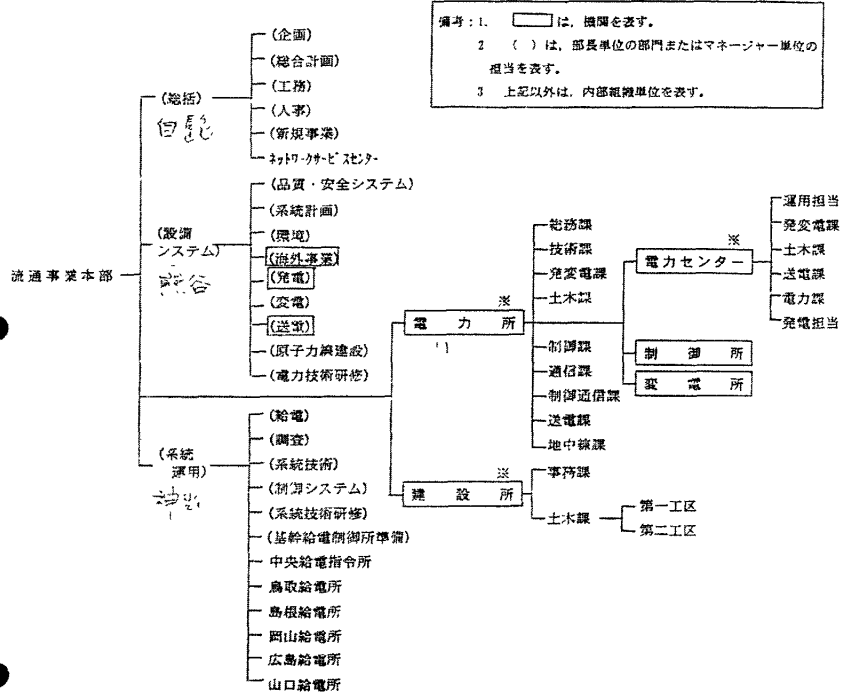 備考：1. は、機関を表す。
2 （ ）は、部長単位の部門またはマネージャー単位の
担当を表す。
3 上記以外は、内部組織単位を表す。
流通事業本部
(総括)
(企画)
(総合計画)
(工務)
(人事)
(新規事業)
ネットワークサービスセンター
(設備
システム)
熊谷
(品質・安全システム)
(系統計画)
(環境)
(海外事業)
(発電)
(変電)
(送電)
(原子力線建設)
(電力技術研修)
(系統
運用)
(給電)
(調査)
(系統技術)
(制御システム)
(系統技術研修)
(基幹給電制御所準備)
中央給電指令所
鳥取給電所
島根給電所
岡山給電所
広島給電所
山口給電所
※
電力所
総務課
技術課
発変電課
土木課
制御課
通信課
制御通信課
送電課
地中線課
※
電力センター
運用担当
発変電課
土木課
送電課
電力課
発電担当
制御所
変電所
※
建設所
事務課
土木課
第一工区
第二工区